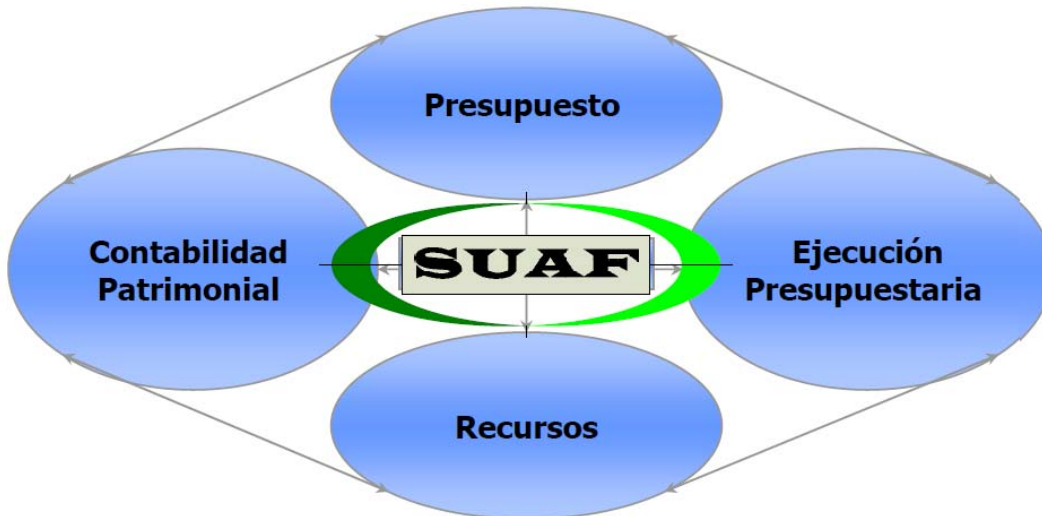 Presupuesto
Contabilidad
Patrimonial
SUAF
Ejecución
Presupuestaria
Recursos